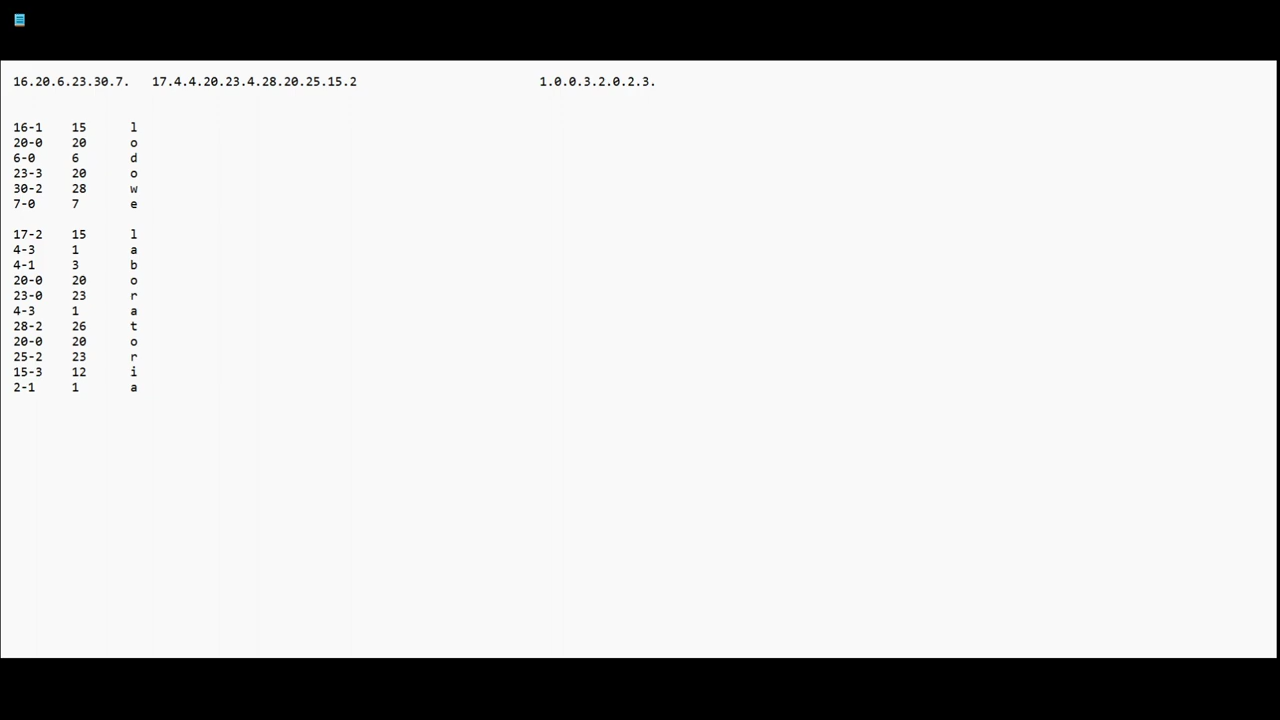 16.20.6.23.30.7. 17.4.4.20.23.4.28.20.25.15.2 1.0.0.3.2.0.2.3.
16-1 15 l
20-0 20 o
6-0 6 d
23-3 20 o
30-2 28 w
7-0 7 e
17-2 15 l
4-3 1 a
4-1 3 b
20-0 20 o
23-0 23 r
4-3 1 a
28-2 26 t
20-0 20 o
25-2 23 r
15-3 12 i
2-1 1 a